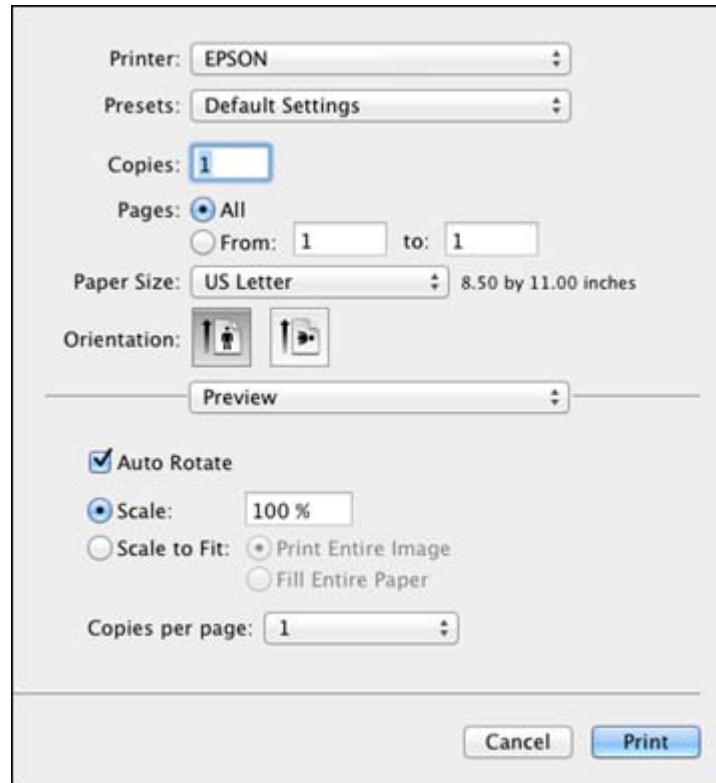 Printer: EPSON
Presets: Default Settings
Copies: 1
Pages: All
From: 1 to: 1
Paper Size: US Letter 8.50 by 11.00 inches
Orientation:
Preview
Auto Rotate
Scale: 100 %
Scale to Fit: Print Entire Image
Fill Entire Paper
Copies per page: 1
Cancel Print